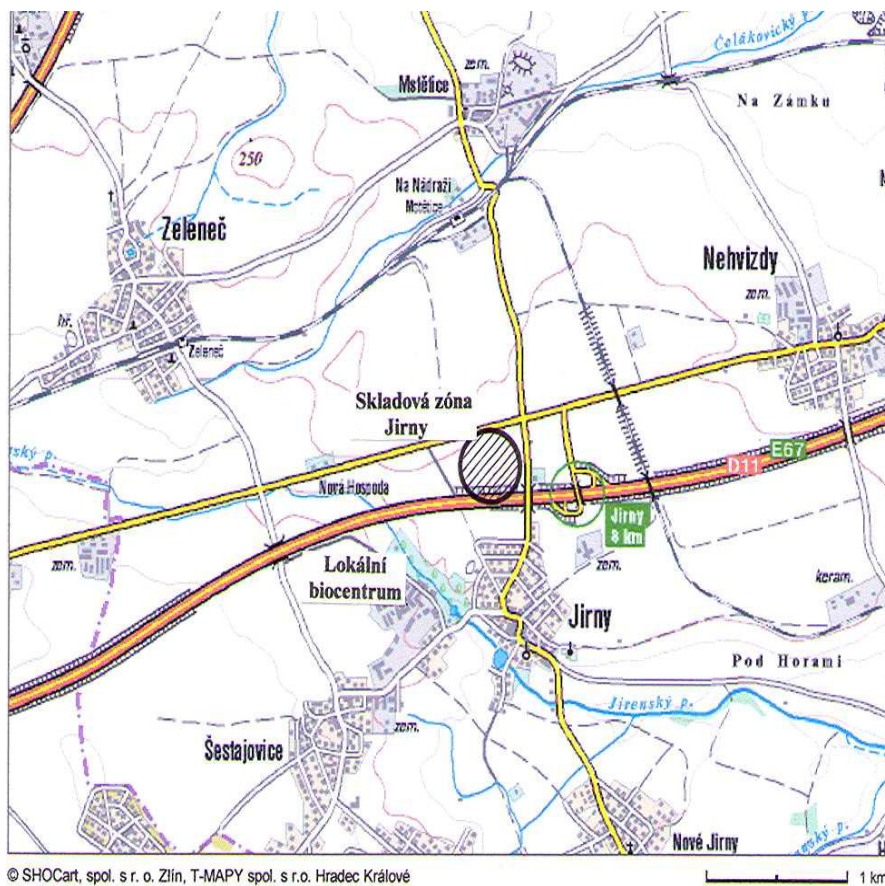 Čelákovický p.
zem.
Mstětice
Na Zámku
250
Na Nádraží
Mstětice
Zeleneč
Nehvizdy
zem.
hř.
Zeleneč
Skladová zóna
Jirny
E67
D11
Nová Hospoda
Jirny
8 km
zem.
Lokální
biocentrum
zem.
keram.
Jirny
Pod Horami
Jirenský p.
zem.
Šestajovice
Nové Jirny
© SHOCart, spol. s r. o. Zlín, T-MAPY spol. s r.o. Hradec Králové
1 km